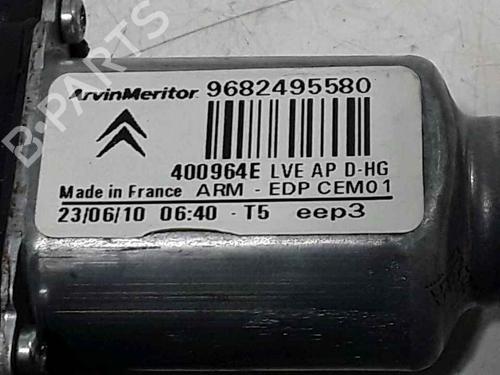 ArvinMeritor 9682495580
400964E LVE AP D-HG
Made in France ARM - EDP CEM01
23/06/10 06:40 - T5 eep3
B-PARTS